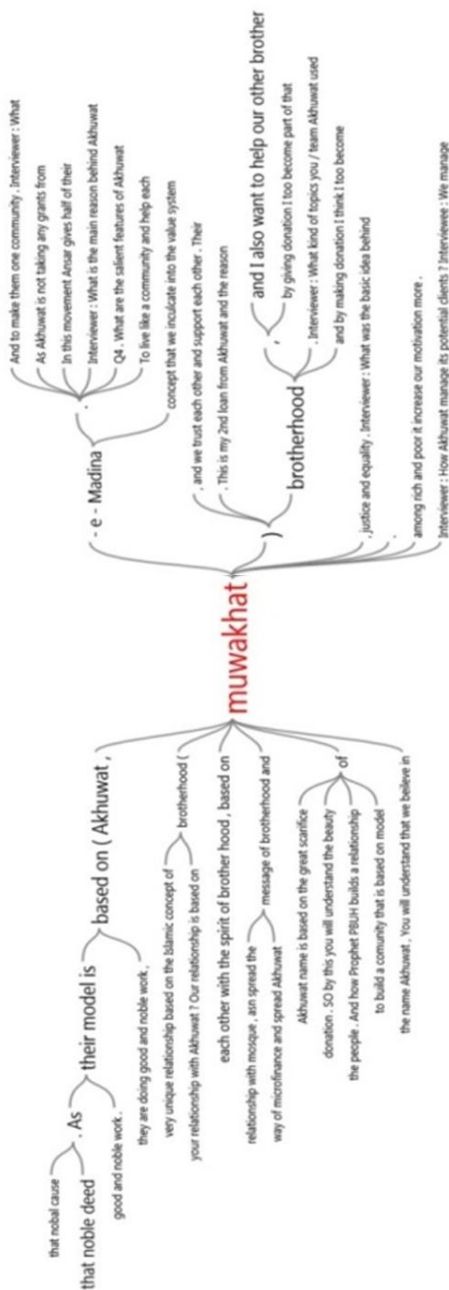 that nobal cause
that noble deed
. As
good and noble work .
their model is
they are doing good and noble work ,
based on ( Akhuwat ,
very unique relationship based on the Islamic concept of
your relationship with Akhuwat ? Our relationship is based on
brotherhood (
each other with the spirit of brother hood , based on
relationship with mosque , asn spread the
way of microfinance and spread Akhuwat
message of brotherhood and
Akhuwat name is based on the great scarifice
donation . SO by this you will understand the beauty
the people . And how Prophet PBUH builds a relationship
to build a comunity that is based on model
of
the name Akhuwat , You will understand that we beileve in
muwakhat
- e - Madina
.
And to make them one community . Interviewer : What
As Akhuwat is not taking any grants from
In this movement Ansar gives half of their
Interviewer : What is the main reason behind Akhuwat
Q4 . What are the salient features of Akhuwat
To live like a community and help each
concept that we inculcate into the value system
)
, and we trust each other and support each other . Their
. This is my 2nd loan from Akhuwat and the reason
brotherhood
,
and I also want to help our other brother
by giving donation I too become part of that
. Interviewer : What kind of topics you / team Akhuwat used
and by making donation I think I too become
, justice and equality . Interviewer : What was the basic idea behind
.
among rich and poor it increase our motivation more .
Interviewer : How Akhuwat manage its potential clients ? Interviewee : We manage